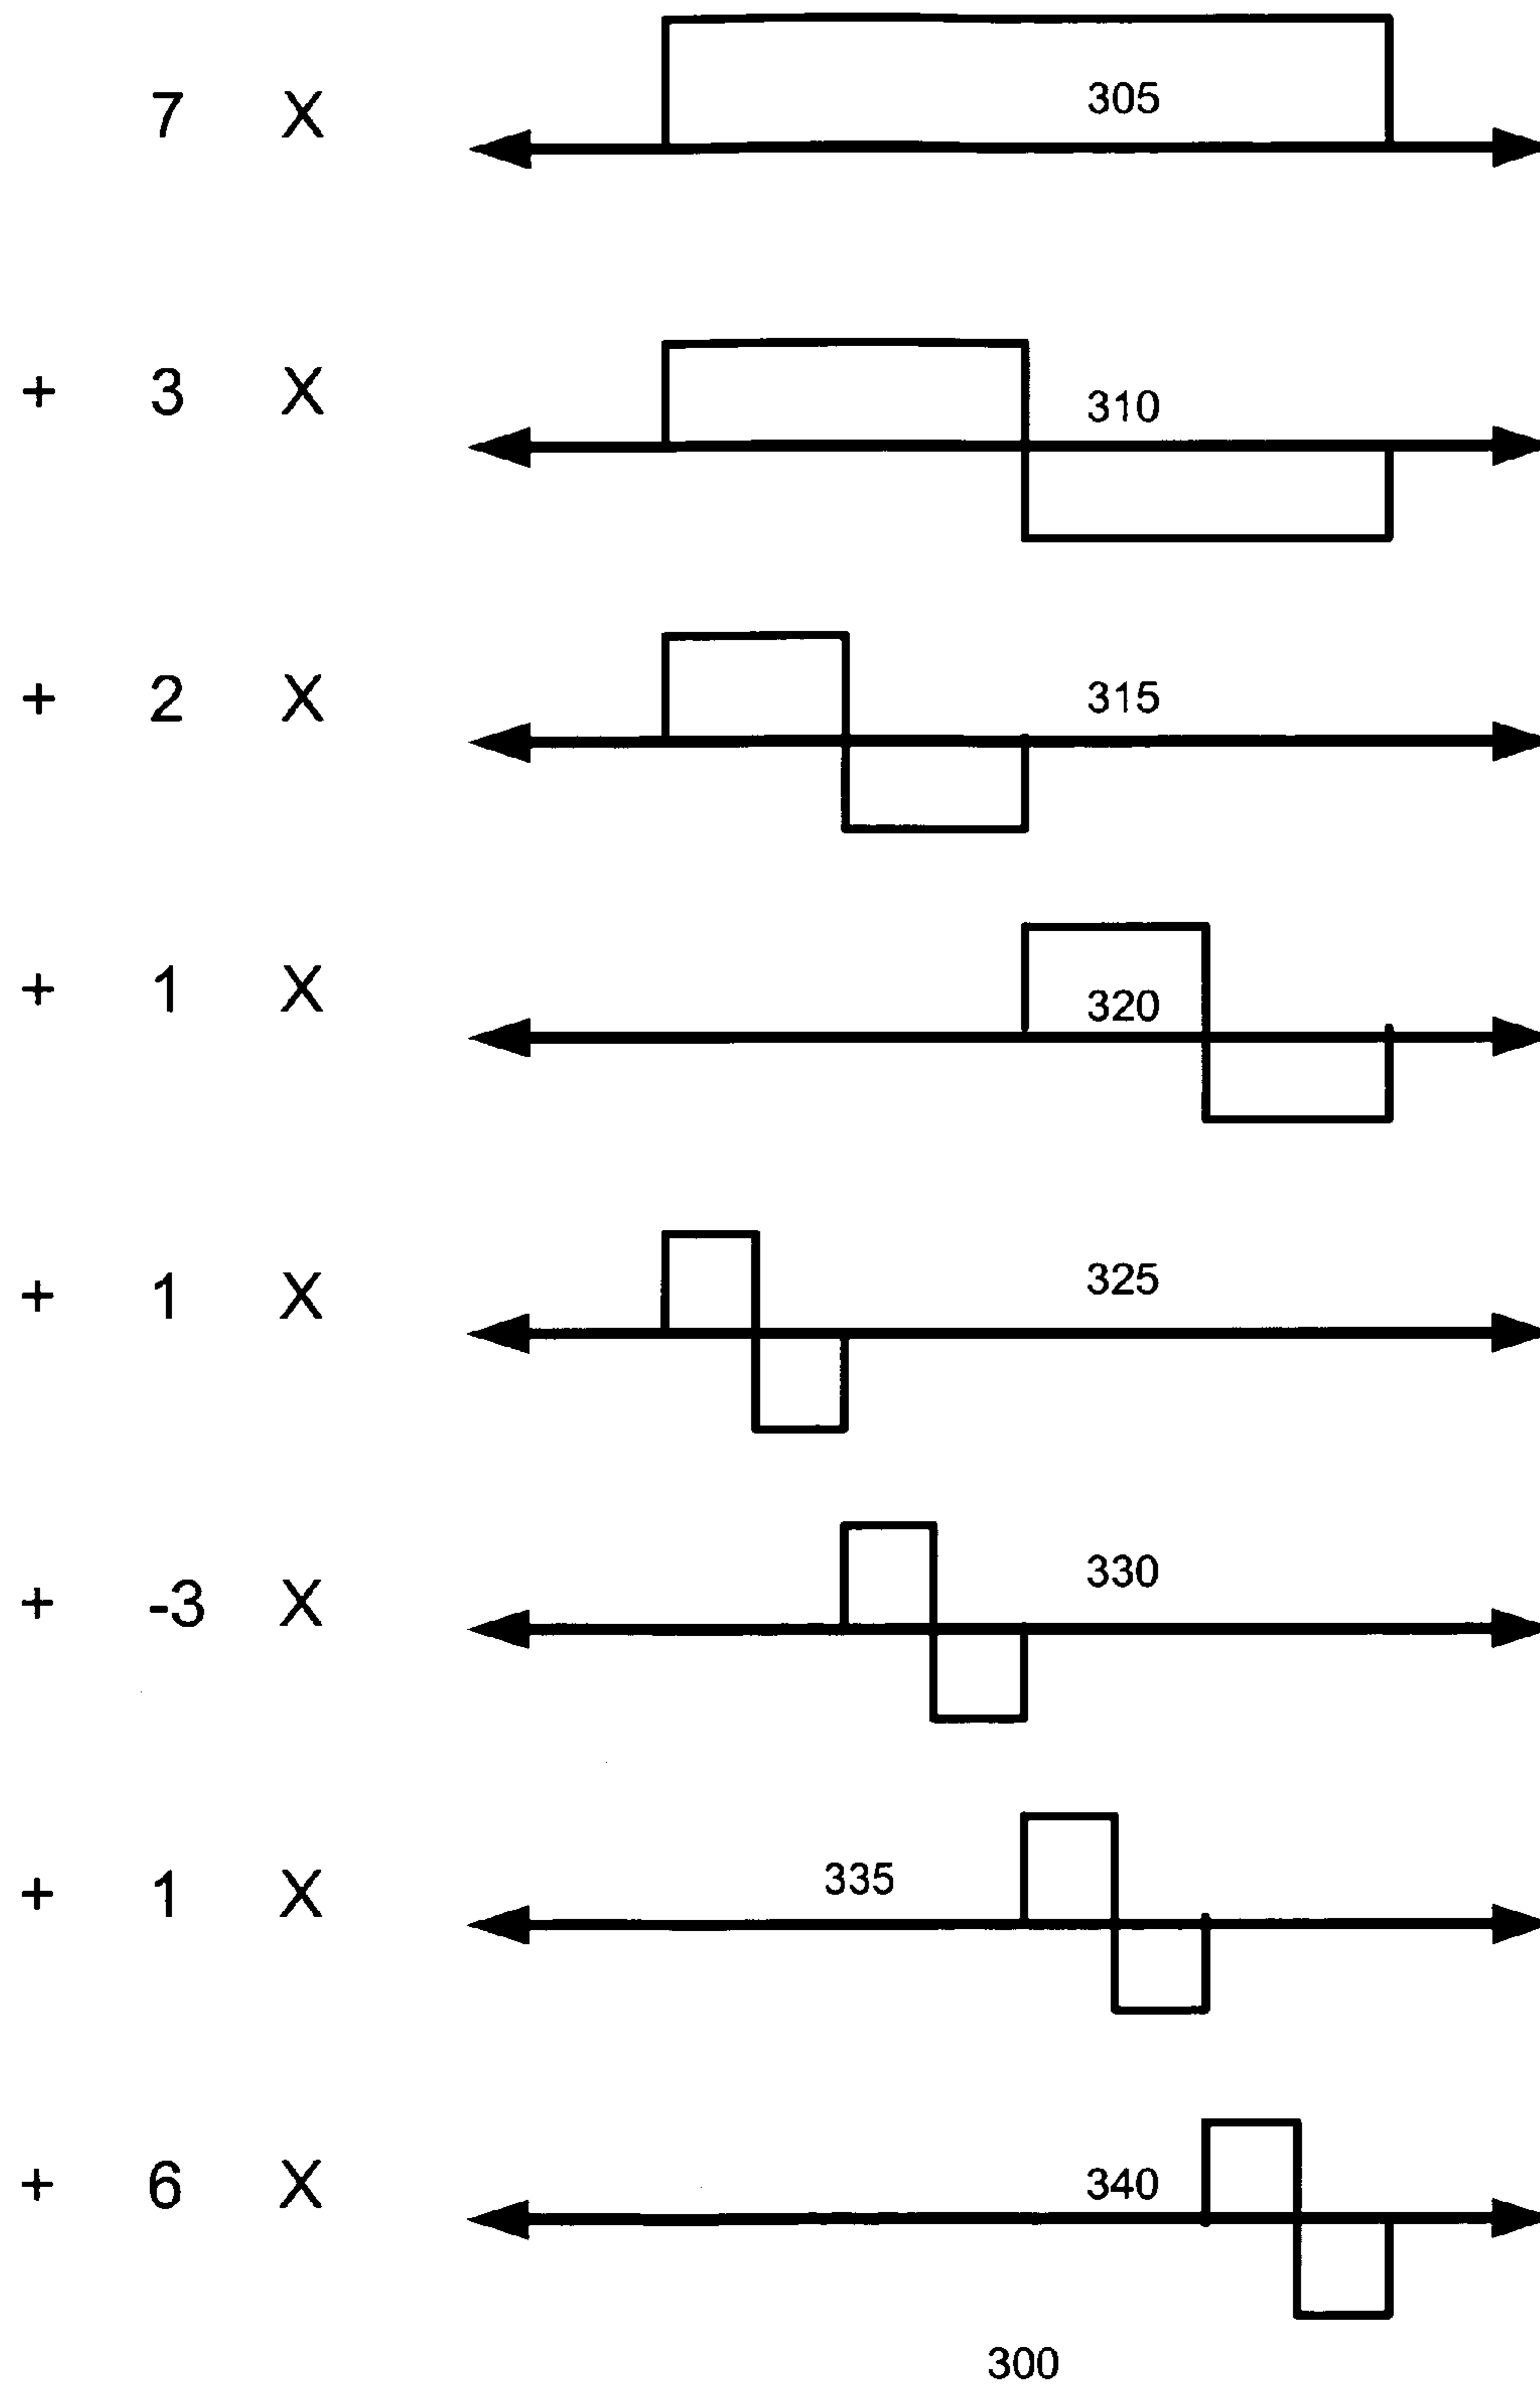 7 X 305
+ 3 X 310
+ 2 X 315
+ 1 X 320
+ 1 X 325
+ -3 X 330
+ 1 X 335
+ 6 X 340
300